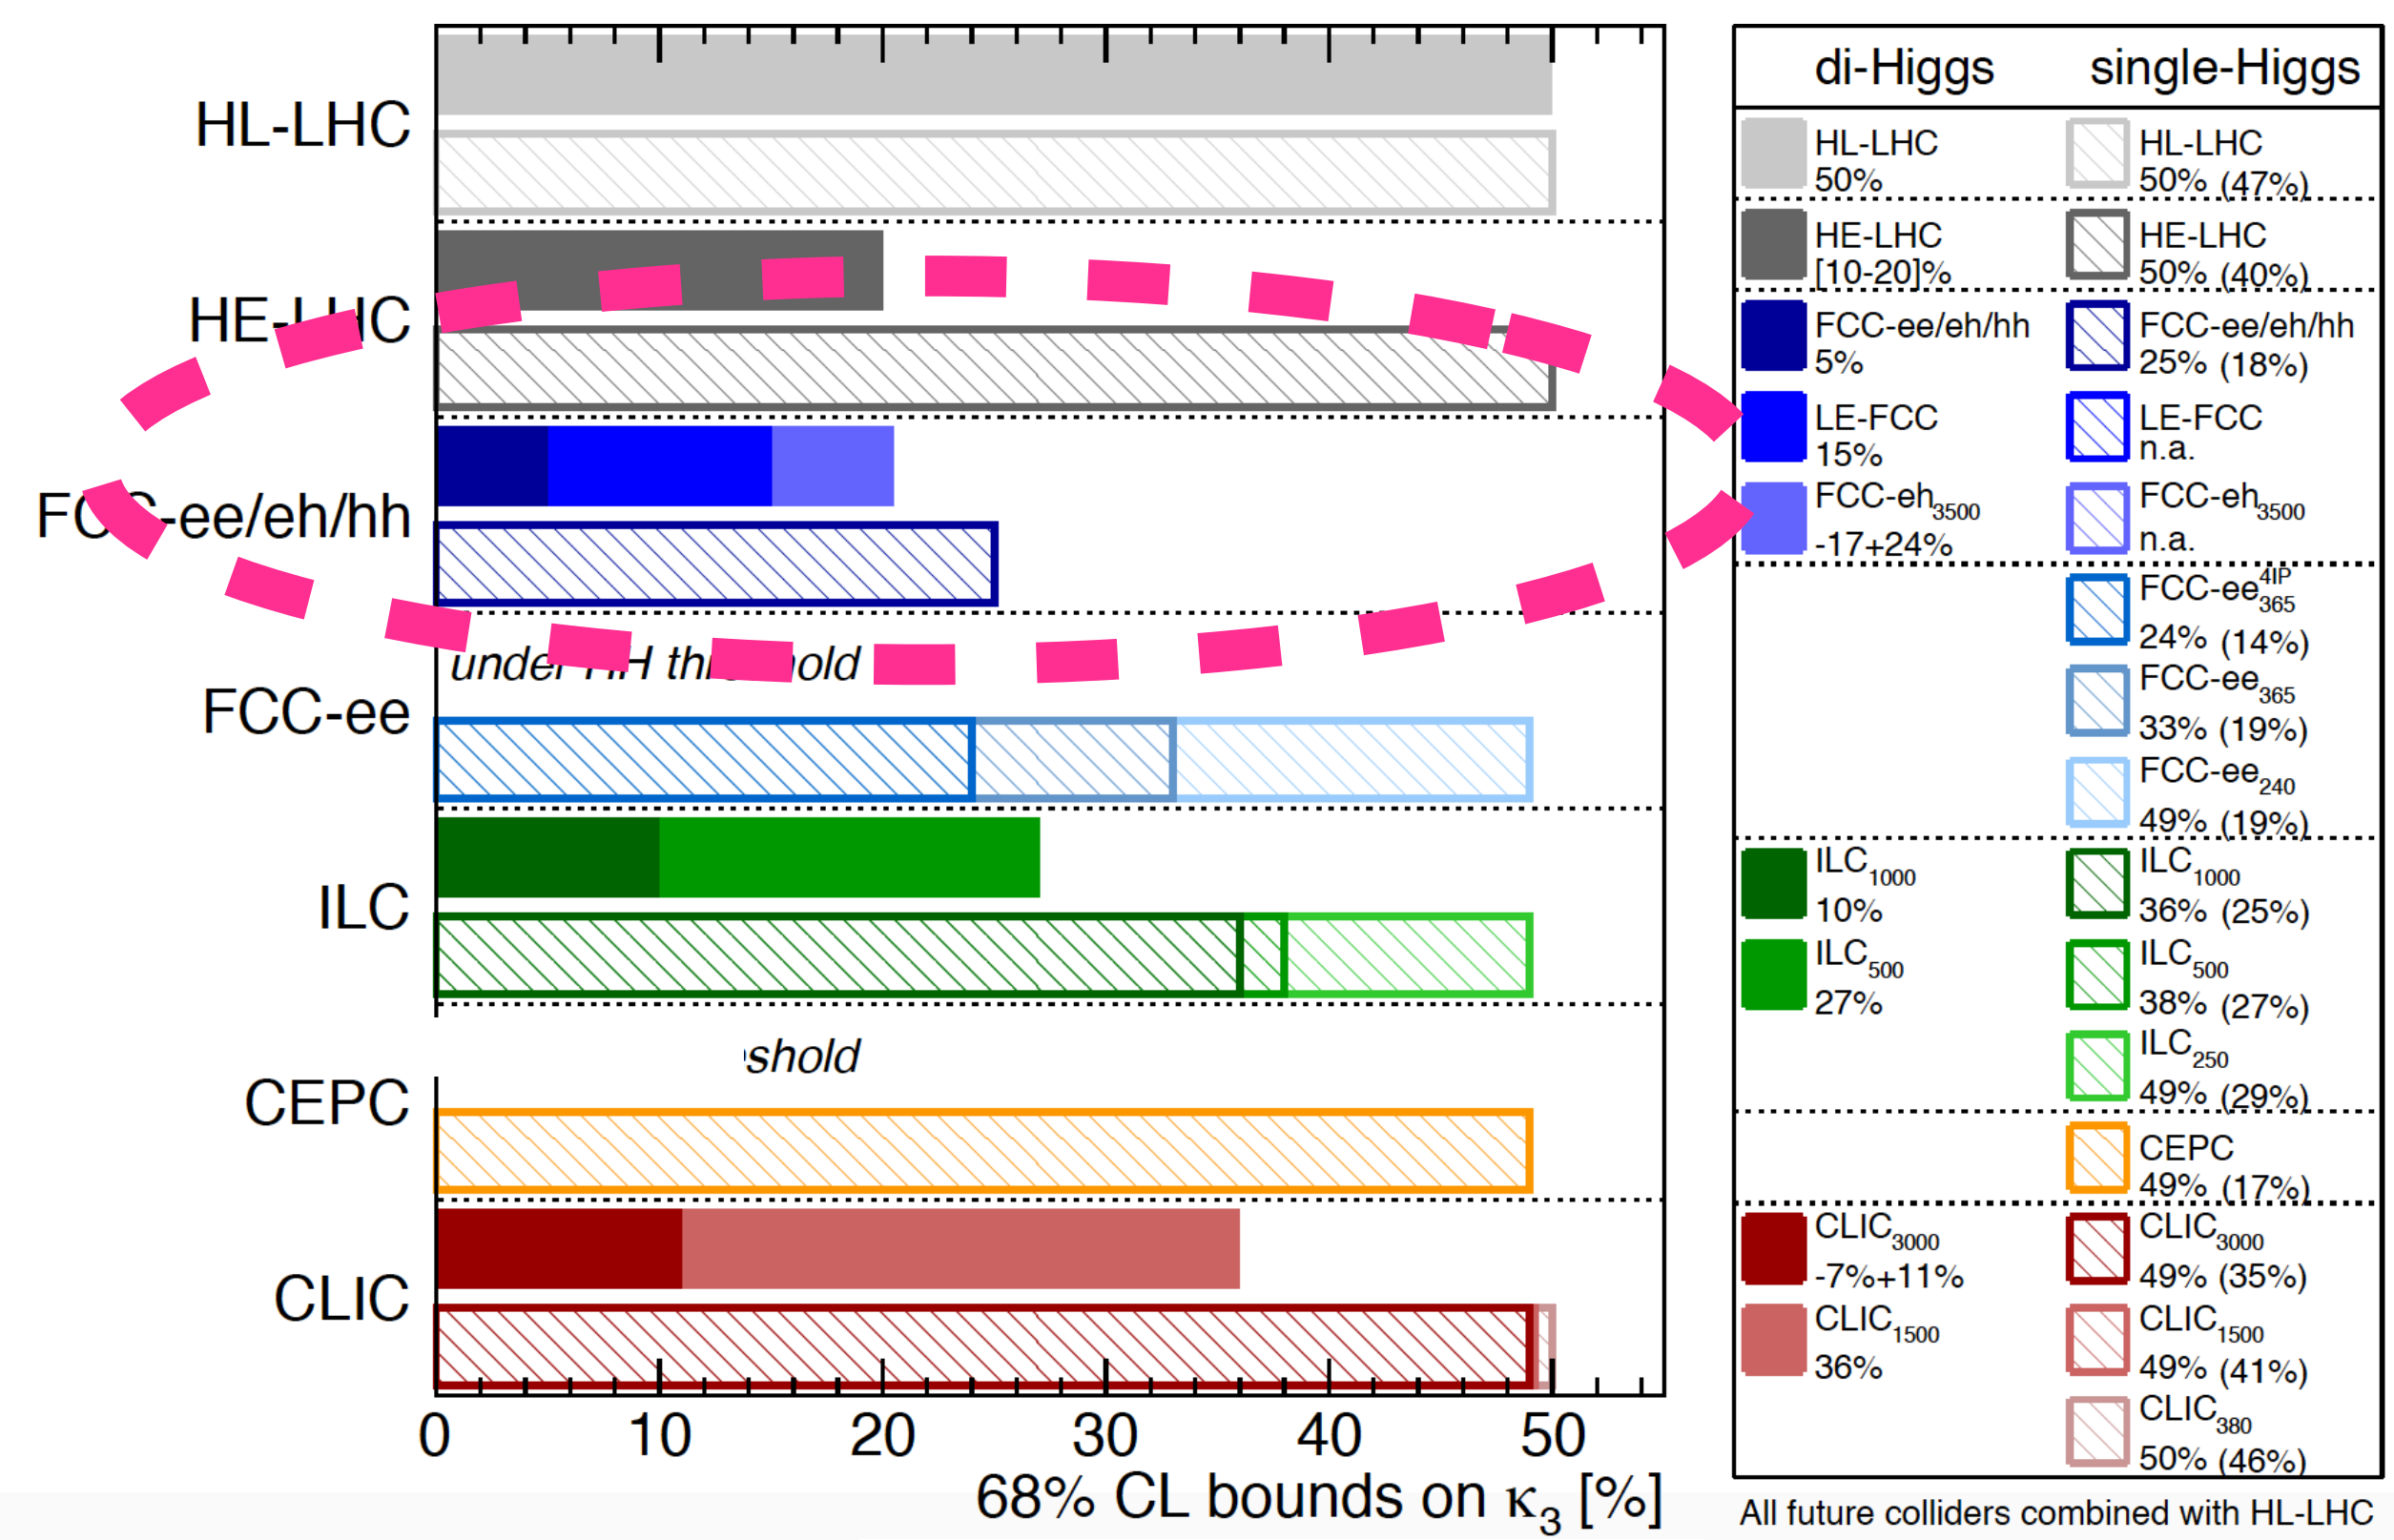 HL-LHC
HE-LHC
FCC-ee/eh/hh
under HH threshold
FCC-ee
ILC
shold
CEPC
CLIC
0 10 20 30 40 50
68% CL bounds on κ3 [%]
di-Higgs single-Higgs
HL-LHC HL-LHC
50% 50% (47%)
HE-LHC HE-LHC
[10-20]% 50% (40%)
FCC-ee/eh/hh FCC-ee/eh/hh
5% 25% (18%)
LE-FCC LE-FCC
15% n.a.
FCC-eh3500 FCC-eh3500
-17+24% n.a.
FCC-ee4IP365
24% (14%)
FCC-ee365
33% (19%)
FCC-ee240
49% (19%)
ILC1000 ILC1000
10% 36% (25%)
ILC500 ILC500
27% 38% (27%)
ILC250
49% (29%)
CEPC
49% (17%)
CLIC3000 CLIC3000
-7%+11% 49% (35%)
CLIC1500 CLIC1500
36% 49% (41%)
CLIC380
50% (46%)
All future colliders combined with HL-LHC